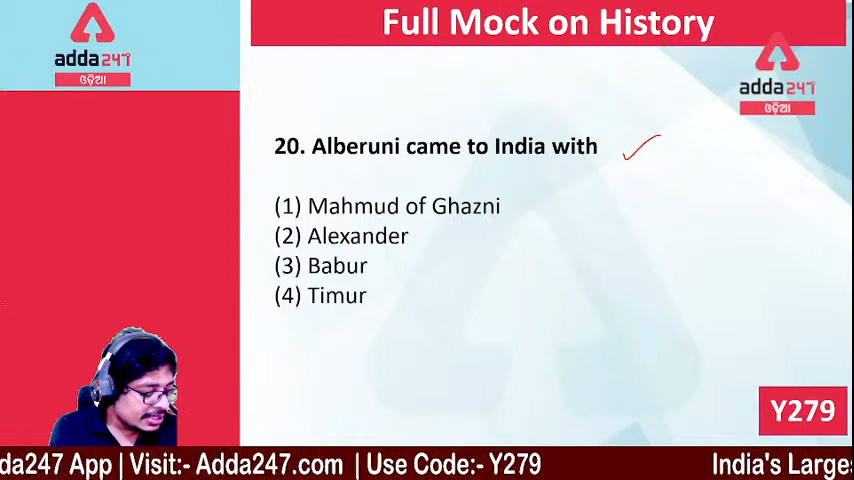 Full Mock on History
adda247
ଓଡ଼ିଆ
adda247
ଓଡ଼ିଆ
20. Alberuni came to India with
(1) Mahmud of Ghazni
(2) Alexander
(3) Babur
(4) Timur
Y279
da247 App | Visit:- Adda247.com | Use Code:- Y279
India's Large